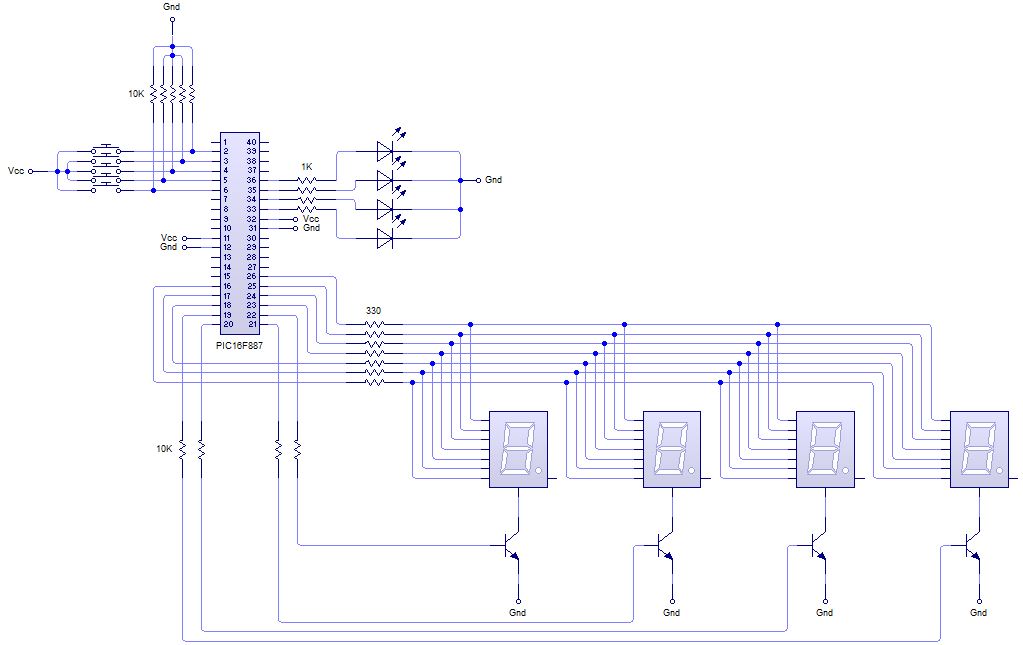 Gnd
10K
1 40
2 39
3 38
Vcc 4 37 1K
5 36 Gnd
6 35
7 34
8 33
9 32 Vcc
10 31 Gnd
Vcc 11 30
Gnd 12 29
13 28
14 27
15 26
16 25
17 24
18 23 330
19 22
20 21
PIC16F887
10K
Gnd Gnd Gnd Gnd